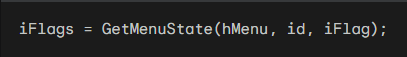 iFlags = GetMenuState(hMenu, id, iFlag);